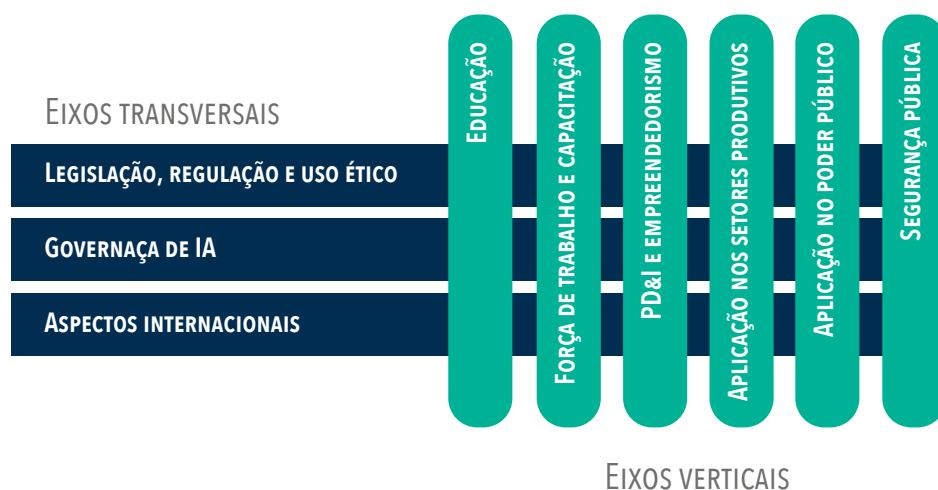 Eixos transversais
Legislação, regulação e uso ético
Governaça de IA
Aspectos internacionais
Educação
Força de trabalho e capacitação
PD&I e empreendedorismo
Aplicação nos setores produtivos
Aplicação no poder público
Segurança pública
Eixos verticais